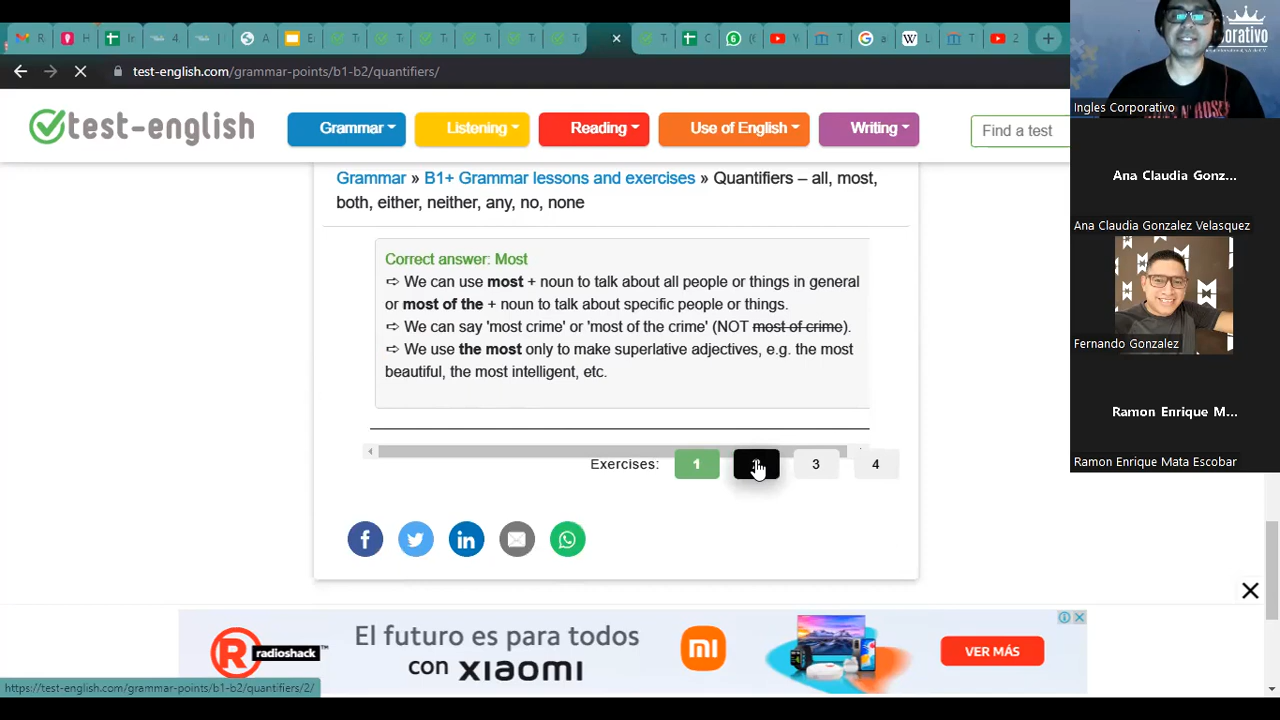 test-english.com/grammar-points/b1-b2/quantifiers/
test-english
Grammar
Listening
Reading
Use of English
Writing
Find a test
Grammar » B1+ Grammar lessons and exercises » Quantifiers – all, most,
both, either, neither, any, no, none
Correct answer: Most
⇨ We can use most + noun to talk about all people or things in general
or most of the + noun to talk about specific people or things.
⇨ We can say 'most crime' or 'most of the crime' (NOT most of crime).
⇨ We use the most only to make superlative adjectives, e.g. the most
beautiful, the most intelligent, etc.
Exercises:
1
3
4
El futuro es para todos
con xiaomi
R radioshack
mi
VER MÁS
https://test-english.com/grammar-points/b1-b2/quantifiers/2/
Ingles Corporativo
Ana Claudia Gonz...
Ana Claudia Gonzalez Velasquez
Fernando Gonzalez
Ramon Enrique M...
Ramon Enrique Mata Escobar